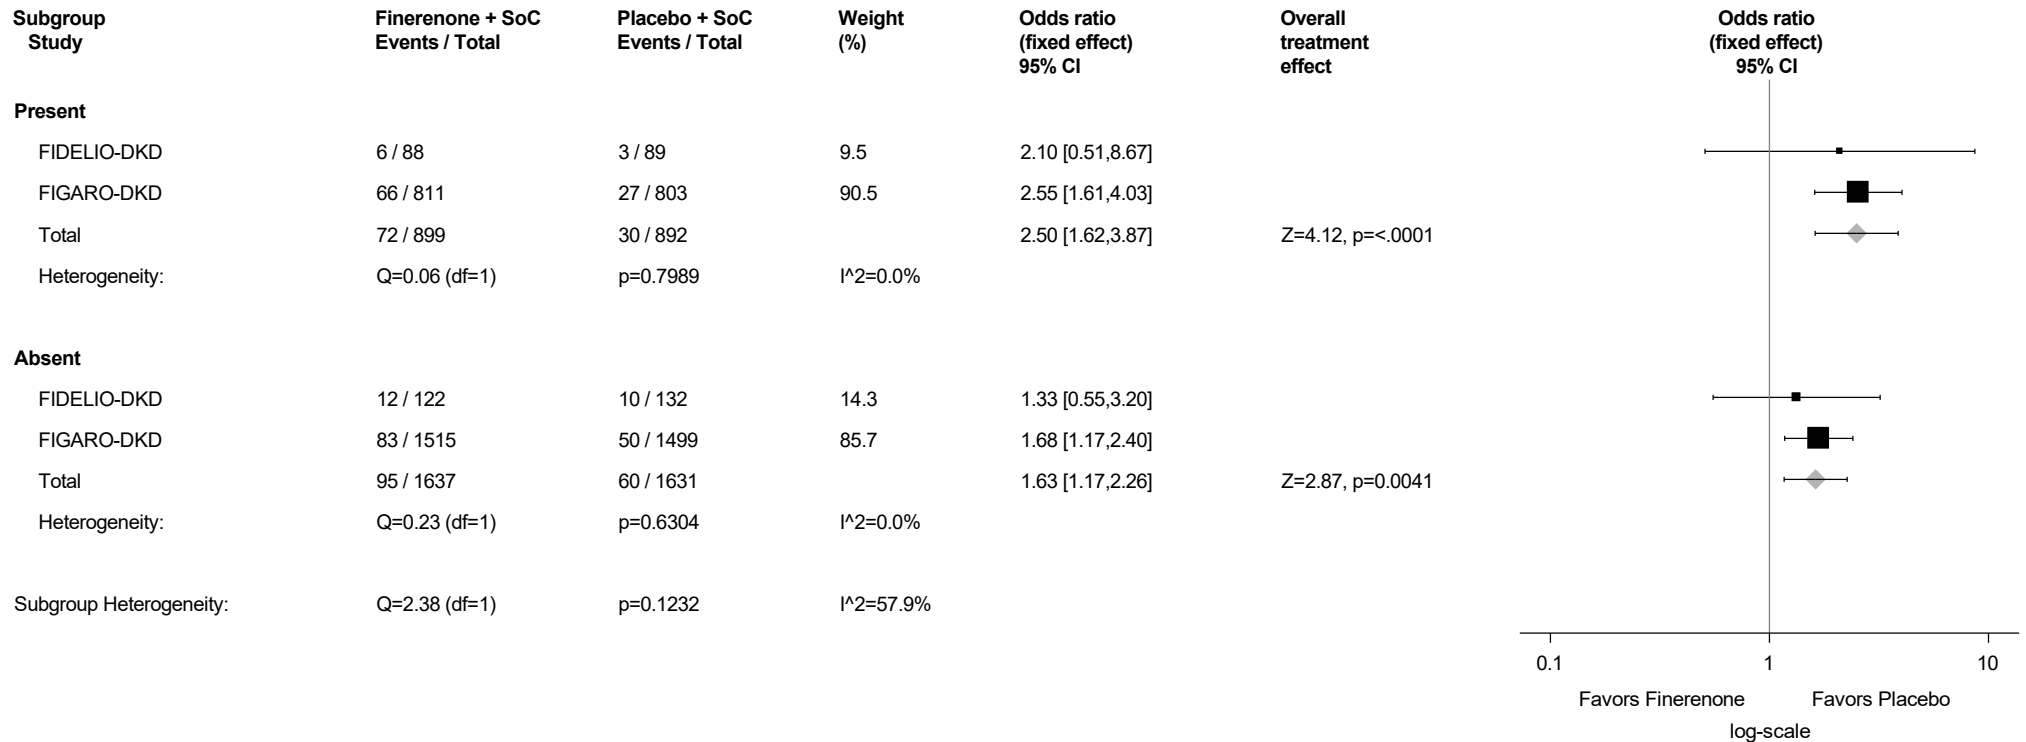 Subgroup Finerenone + SoC Placebo + SoC Weight Odds ratio Overall Odds ratio
Study Events / Total Events / Total (%) (fixed effect) treatment (fixed effect)
95% CI effect 95% CI
Present
FIDELIO-DKD 6 / 88 3 / 89 9.5 2.10 [0.51,8.67]
FIGARO-DKD 66 / 811 27 / 803 90.5 2.55 [1.61,4.03]
Total 72 / 899 30 / 892 2.50 [1.62,3.87] Z=4.12, p=<.0001
Heterogeneity: Q=0.06 (df=1) p=0.7989 I^2=0.0%
Absent
FIDELIO-DKD 12 / 122 10 / 132 14.3 1.33 [0.55,3.20]
FIGARO-DKD 83 / 1515 50 / 1499 85.7 1.68 [1.17,2.40]
Total 95 / 1637 60 / 1631 1.63 [1.17,2.26] Z=2.87, p=0.0041
Heterogeneity: Q=0.23 (df=1) p=0.6304 I^2=0.0%
Subgroup Heterogeneity: Q=2.38 (df=1) p=0.1232 I^2=57.9%
0.1 1 10
Favors Finerenone Favors Placebo
log-scale